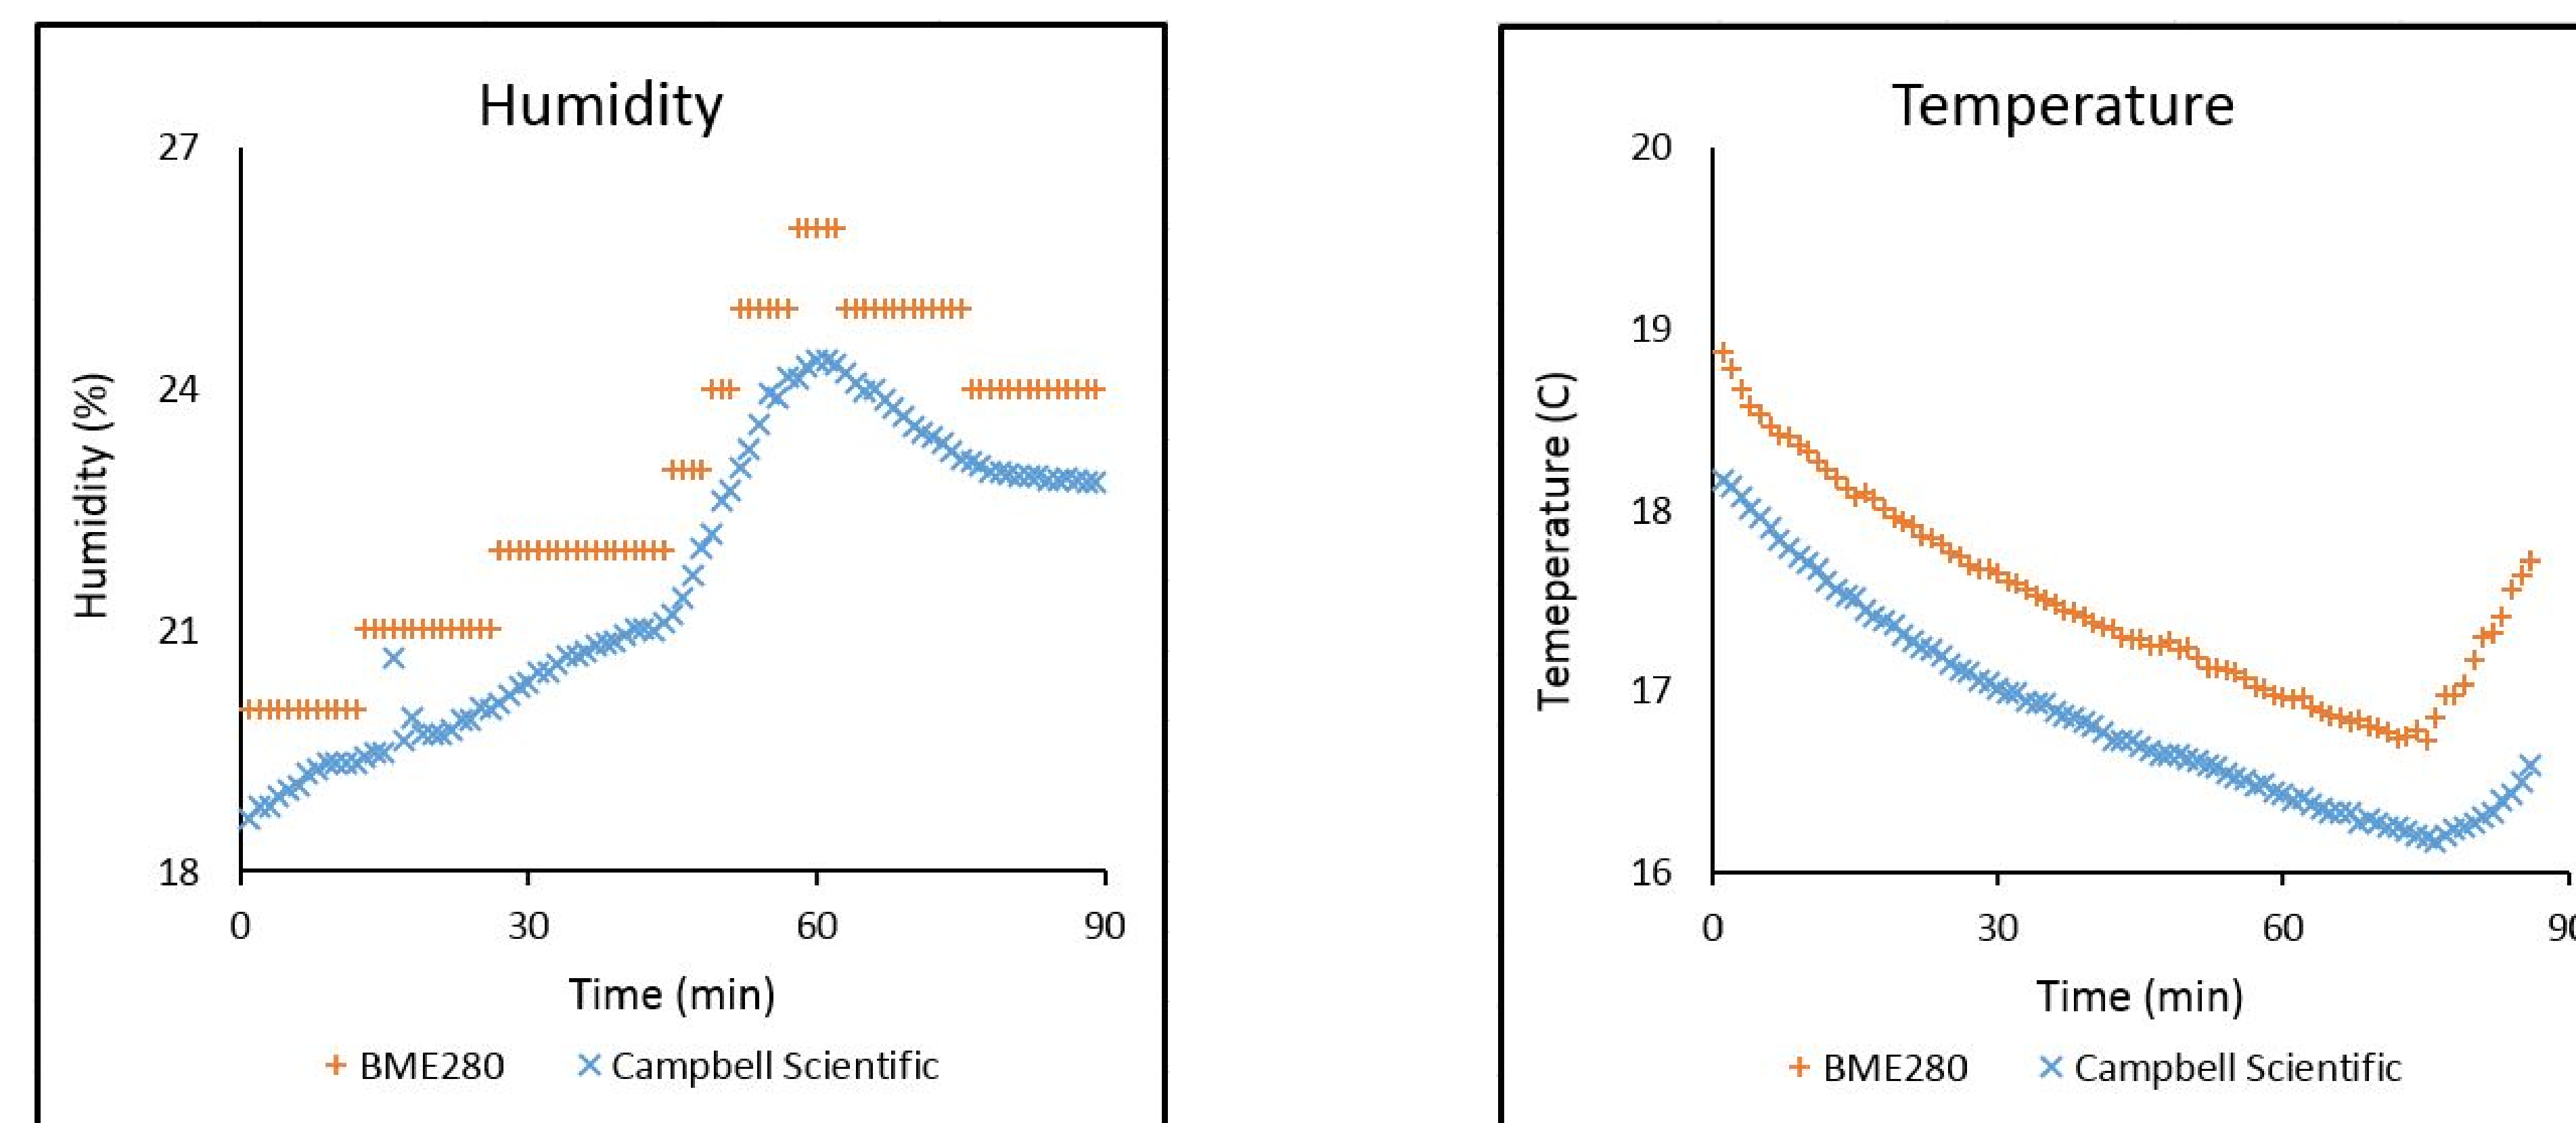 Humidity
27
24
21
18
Humidity (%)
0 30 60 90
Time (min)
BME280 Campbell Scientific
Temperature
20
19
18
17
16
Temeperature (C)
0 30 60 90
Time (min)
BME280 Campbell Scientific